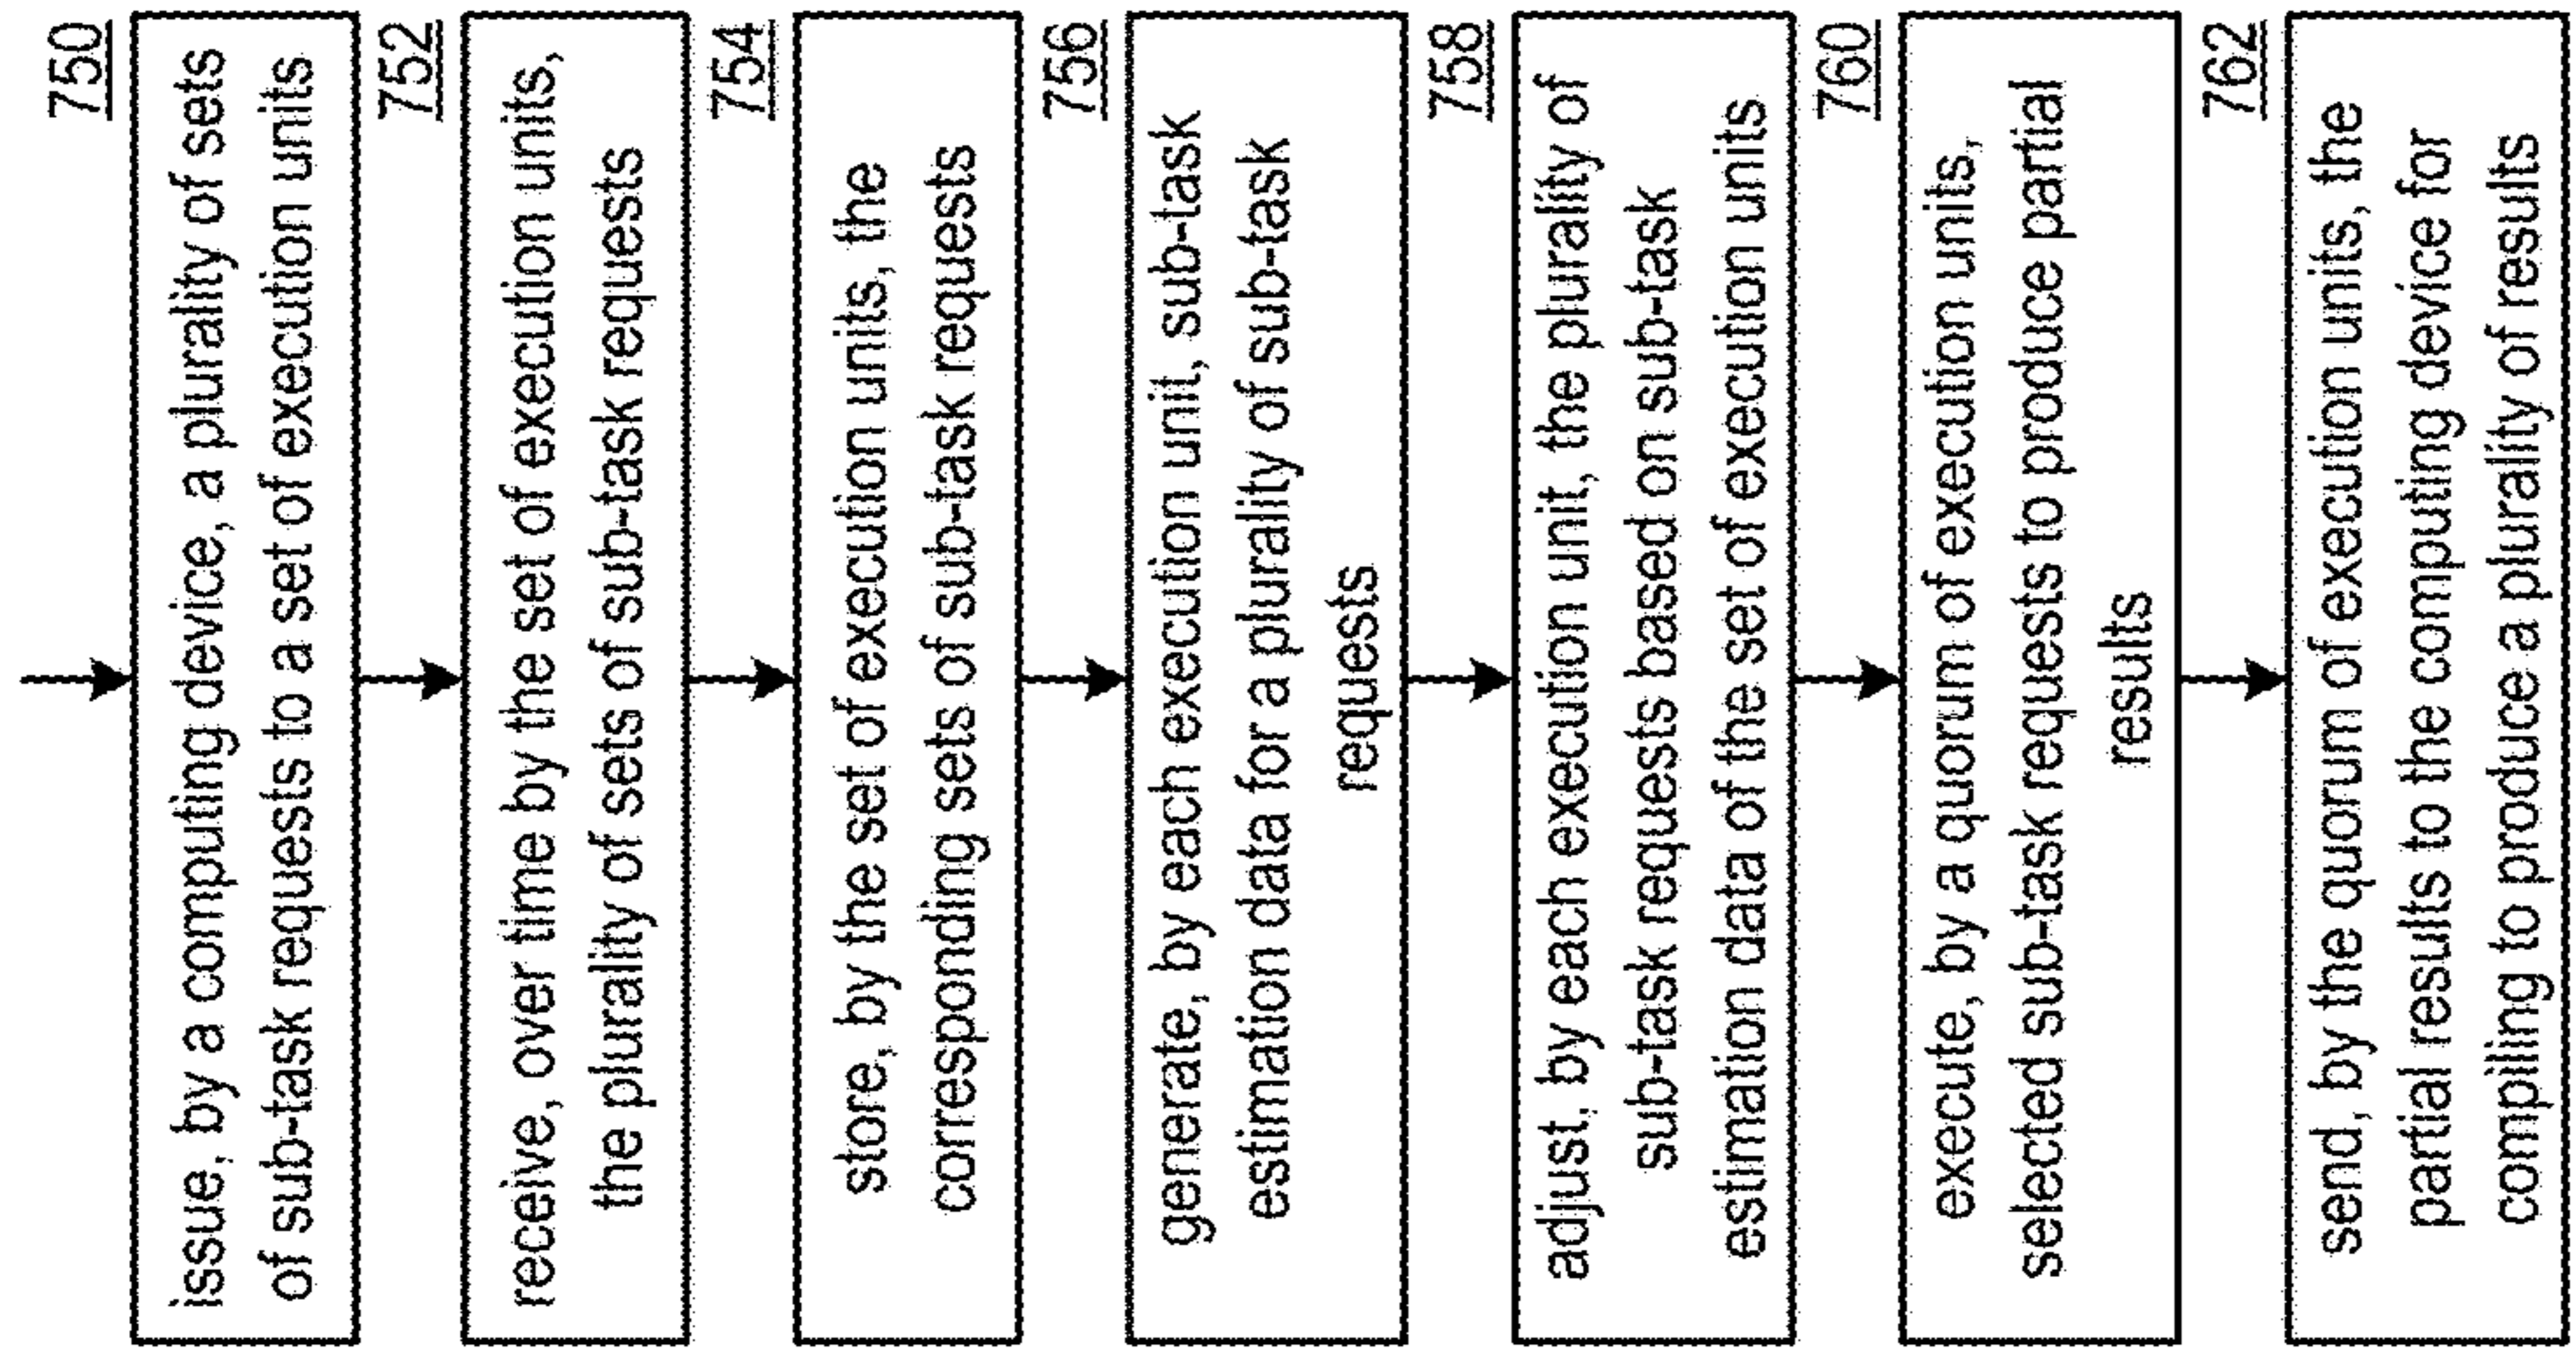 750
issue, by a computing device, a plurality of sets
of sub-task requests to a set of execution units
752
receive, over time by the set of execution units,
the plurality of sets of sub-task requests
754
store, by the set of execution units, the
corresponding sets of sub-task requests
756
generate, by each execution unit, sub-task
estimation data for a plurality of sub-task
requests
758
adjust, by each execution unit, the plurality of
sub-task requests based on sub-task
estimation data of the set of execution units
760
execute, by a quorum of execution units,
selected sub-task requests to produce partial
results
762
send, by the quorum of execution units, the
partial results to the computing device for
compiling to produce a plurality of results